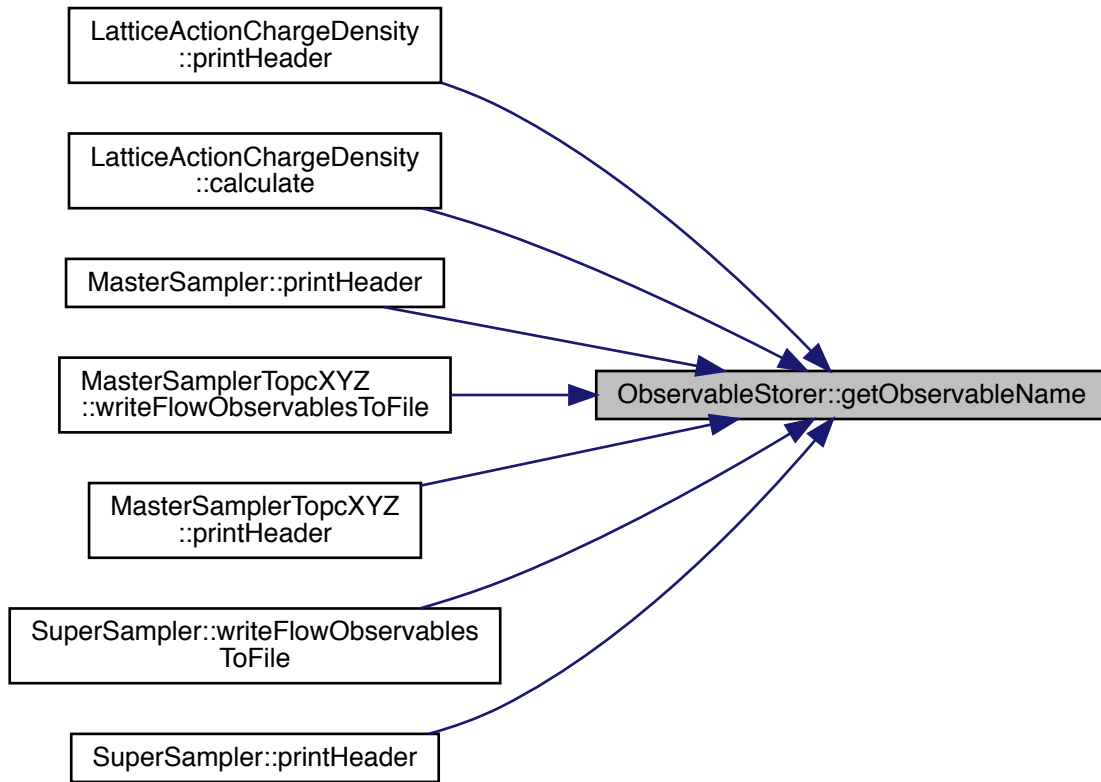 LatticeActionChargeDensity
::printHeader
LatticeActionChargeDensity
::calculate
MasterSampler::printHeader
MasterSamplerTopcXYZ
::writeFlowObservablesToFile
ObservableStorer::getObservableName
MasterSamplerTopcXYZ
::printHeader
SuperSampler::writeFlowObservables
ToFile
SuperSampler::printHeader